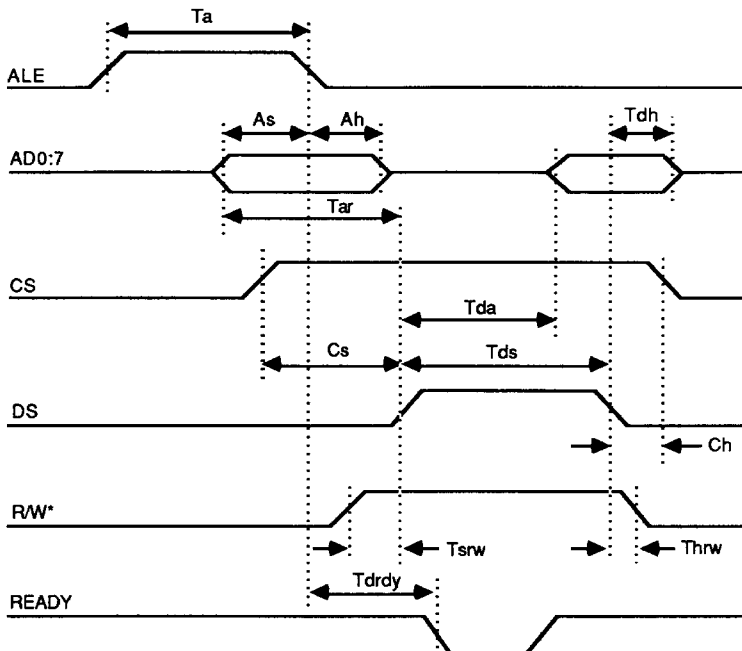 Ta
ALE
As
Ah
Tdh
AD0:7
Tar
CS
Tda
Cs
Tds
DS
Ch
R/W*
Tsrw
Thrw
Tdrdy
READY